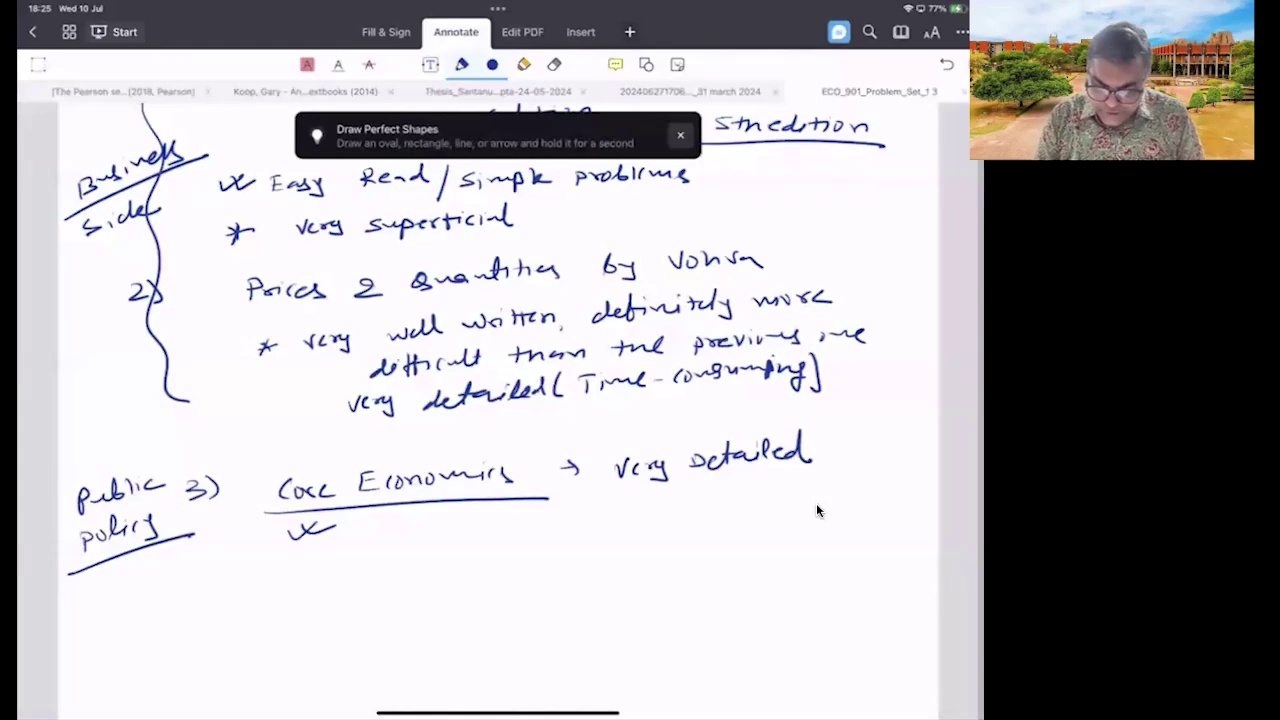 18:25 Wed 10 Jul
77%
Start
Fill & Sign
Annotate
Edit PDF
Insert
[The Pearson se...(2018, Pearson)
Koop, Gary - An...extbooks (2014)
Thesis_Santanu...pta-24-05-2024
202406271706..._31 march 2024
ECO_901_Problem_Set_1 3
Draw Perfect Shapes
Draw an oval, rectangle, line, or arrow and hold it for a second
5th edition
Business
Side
Easy Read / simple problems
* very superficial
2) Prices & Quantities by Vohra
* very well written, definitely more
difficult than the previous one
very detailed (Time-consuming)
public
policy
3) Core Economics → Very Detailed